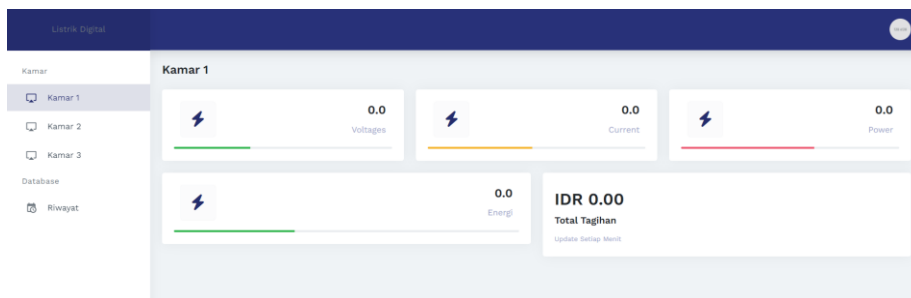 Listrik Digital
Kamar
Kamar 1
Kamar 2
Kamar 3
Database
Riwayat
Kamar 1
0.0
Voltages
0.0
Current
0.0
Power
0.0
Energi
IDR 0.00
Total Tagihan
Update Setiap Menit